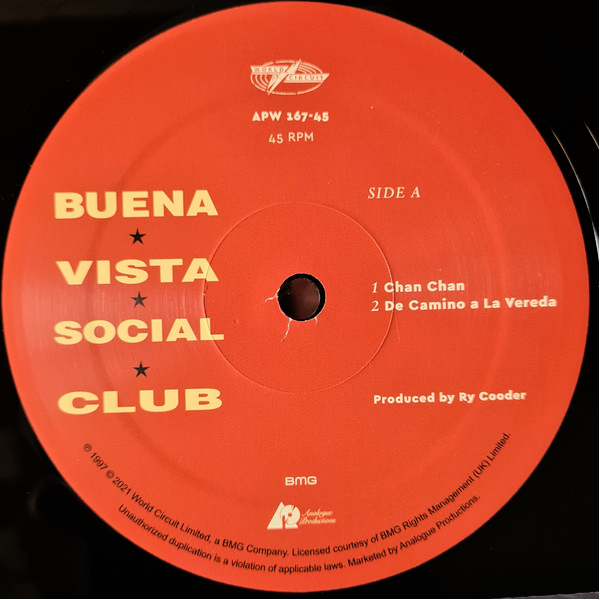 WORLD CIRCUIT
APW 167-45
45 RPM
BUENA
VISTA
SOCIAL
CLUB
SIDE A
1 Chan Chan
2 De Camino a La Vereda
Produced by Ry Cooder
BMG
Analogue
Productions
℗ 1997 © 2021 World Circuit Limited, a BMG Company. Licensed courtesy of BMG Rights Management (UK) Limited.
Unauthorized duplication is a violation of applicable laws. Marketed by Analogue Productions.